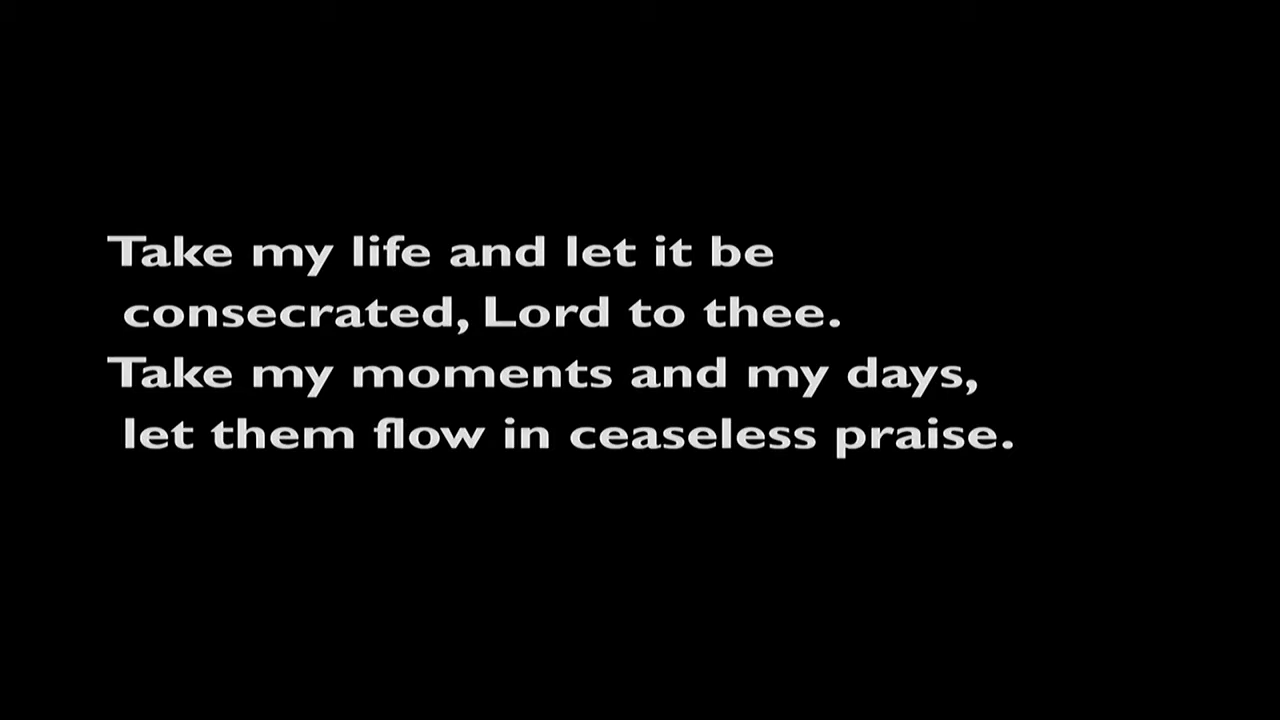 Take my life and let it be
consecrated, Lord to thee.
Take my moments and my days,
let them flow in ceaseless praise.